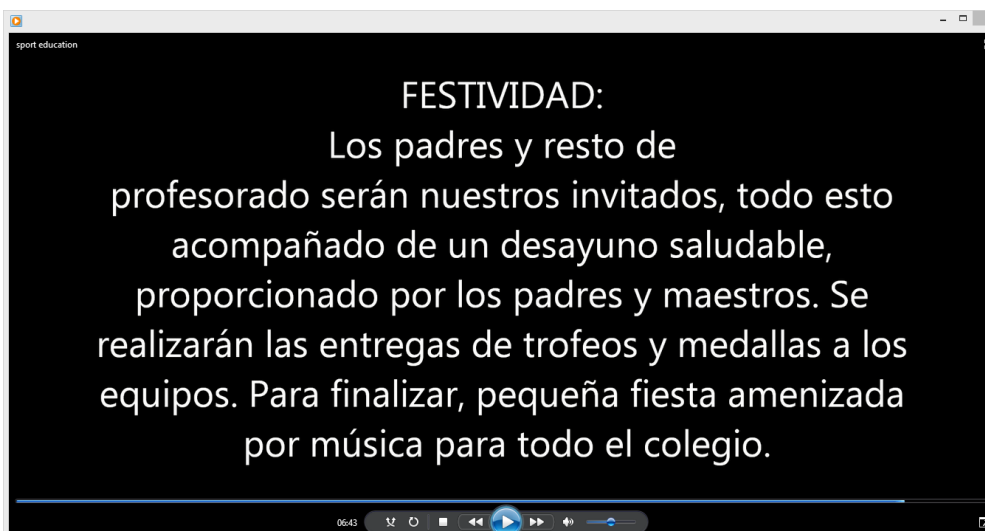 sport education
FESTIVIDAD:
Los padres y resto de
profesorado serán nuestros invitados, todo esto
acompañado de un desayuno saludable,
proporcionado por los padres y maestros. Se
realizarán las entregas de trofeos y medallas a los
equipos. Para finalizar, pequeña fiesta amenizada
por música para todo el colegio.
06:43